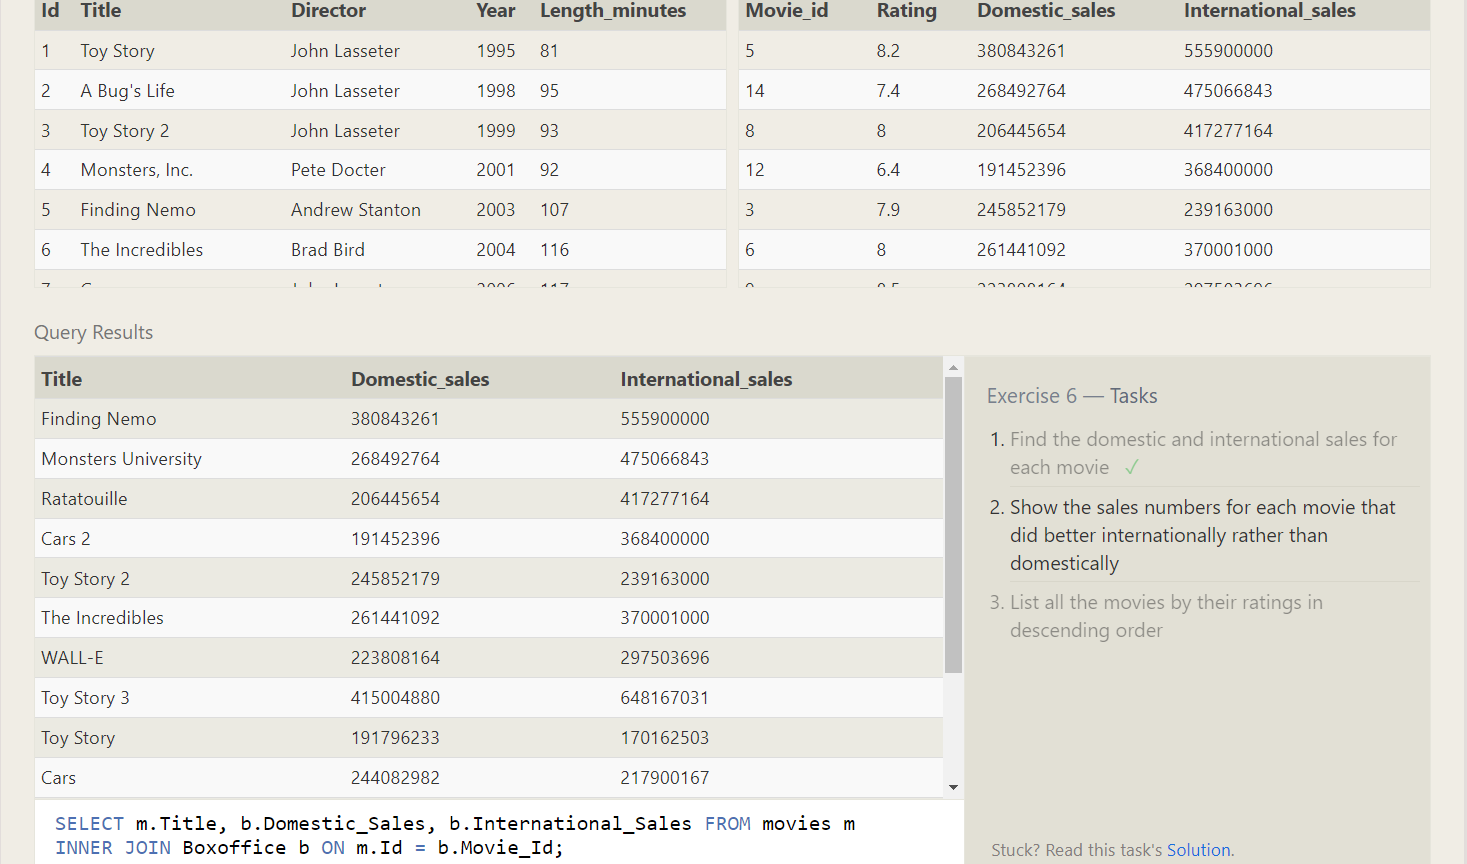 Id Title Director Year Length_minutes
1 Toy Story John Lasseter 1995 81
2 A Bug's Life John Lasseter 1998 95
3 Toy Story 2 John Lasseter 1999 93
4 Monsters, Inc. Pete Docter 2001 92
5 Finding Nemo Andrew Stanton 2003 107
6 The Incredibles Brad Bird 2004 116
Movie_id Rating Domestic_sales International_sales
5 8.2 380843261 555900000
14 7.4 268492764 475066843
8 8 206445654 417277164
12 6.4 191452396 368400000
3 7.9 245852179 239163000
6 8 261441092 370001000
Query Results
Title Domestic_sales International_sales
Finding Nemo 380843261 555900000
Monsters University 268492764 475066843
Ratatouille 206445654 417277164
Cars 2 191452396 368400000
Toy Story 2 245852179 239163000
The Incredibles 261441092 370001000
WALL-E 223808164 297503696
Toy Story 3 415004880 648167031
Toy Story 191796233 170162503
Cars 244082982 217900167
SELECT m.Title, b.Domestic_Sales, b.International_Sales FROM movies m
INNER JOIN Boxoffice b ON m.Id = b.Movie_Id;
Exercise 6 — Tasks
1. Find the domestic and international sales for
each movie ✓
2. Show the sales numbers for each movie that
did better internationally rather than
domestically
3. List all the movies by their ratings in
descending order
Stuck? Read this task's Solution.